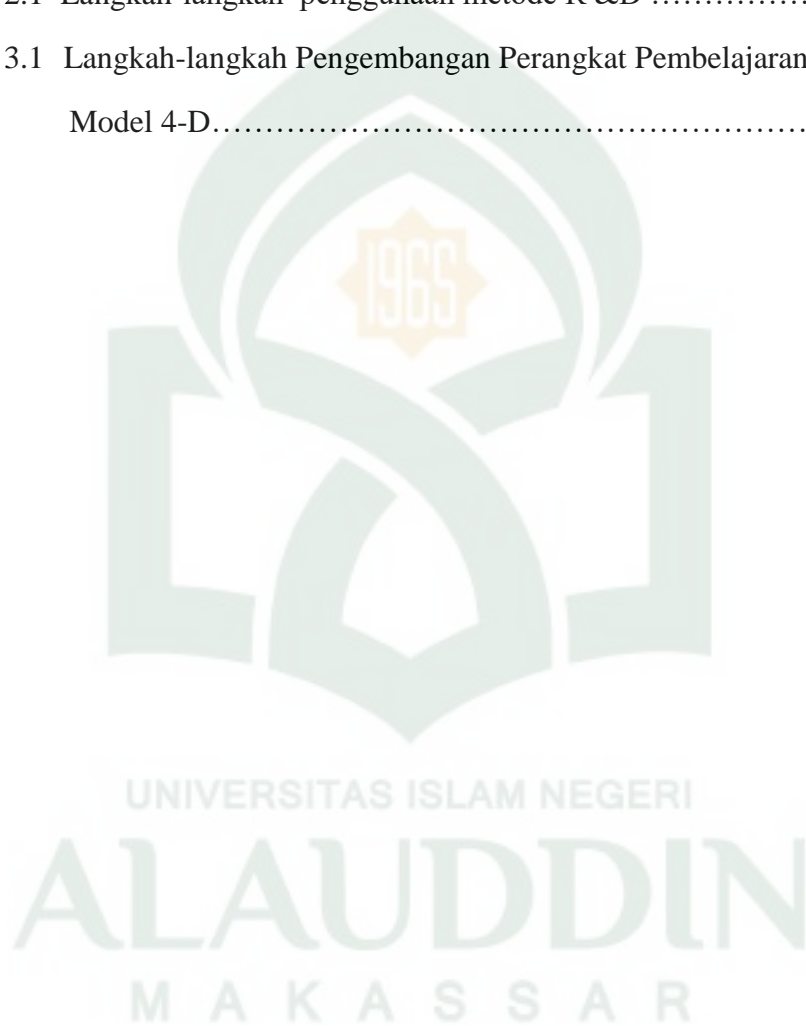 2.1 Langkah-langkah penggunaan metode R &D ……………
3.1 Langkah-langkah Pengembangan Perangkat Pembelajaran
Model 4-D…………………………………………………
1965
UNIVERSITAS ISLAM NEGERI
ALAUDDIN
MAKASSAR